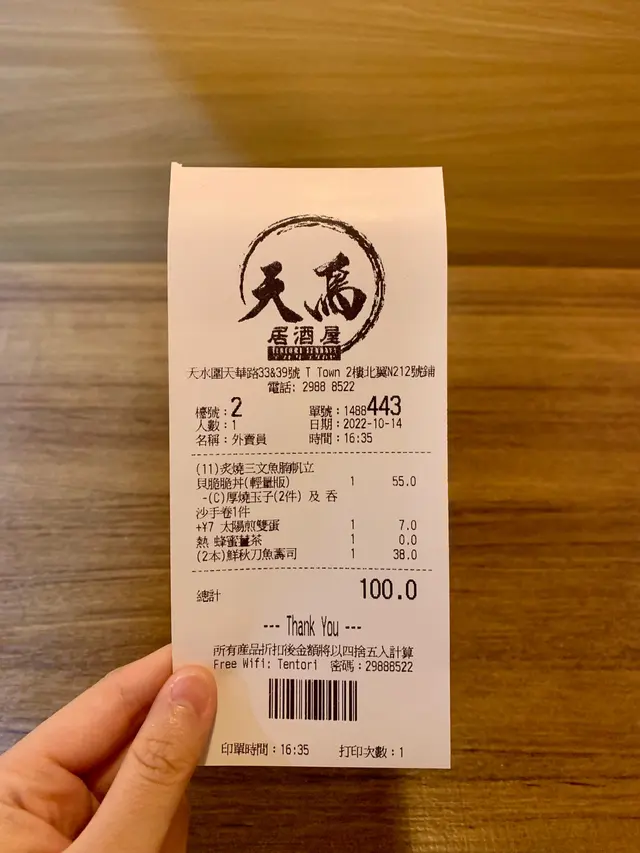 天鳥
居酒屋
天水圍天華路33&39號 T Town 2樓北翼N212號鋪
電話: 2988 8522
檯號:2 單號:1488443
人數:1 日期:2022-10-14
名稱:外賣員 時間:16:35
(11)炙燒三文魚腩帆立
貝脆脆丼(輕量版) 1 55.0
-(C)厚燒玉子(2件) 及 吞
沙手卷1件
+¥7 太陽煎雙蛋 1 7.0
熱 蜂蜜薑茶 1 0.0
(2本)鮮秋刀魚壽司 1 38.0
總計 100.0
--- Thank You ---
所有產品折扣後金額將以四捨五入計算
Free Wifi: Tentori 密碼:29888522
印單時間:16:35 打印次數:1